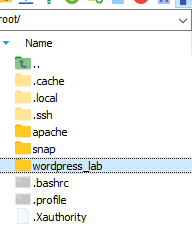 root/
Name
..
.cache
.local
.ssh
apache
snap
wordpress_lab
.bashrc
.profile
.Xauthority